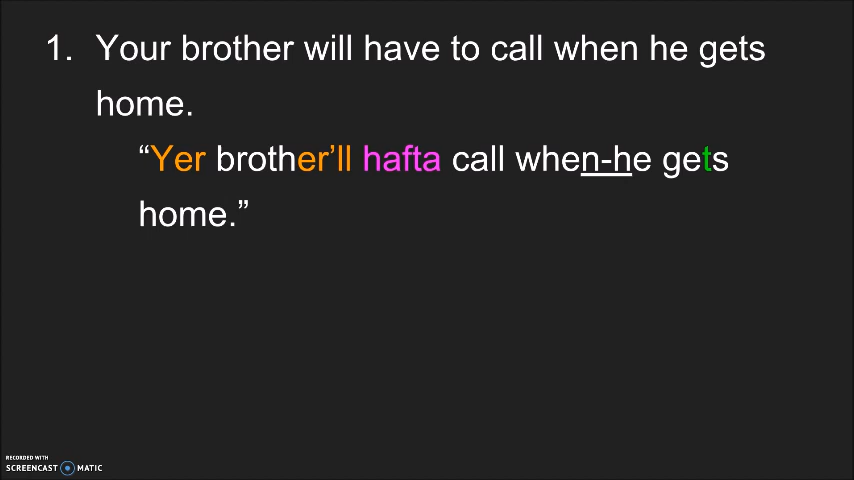 1. Your brother will have to call when he gets
home.
“Yer brother’ll hafta call when-he gets
home.”
RECORDED WITH
SCREENCAST MATIC